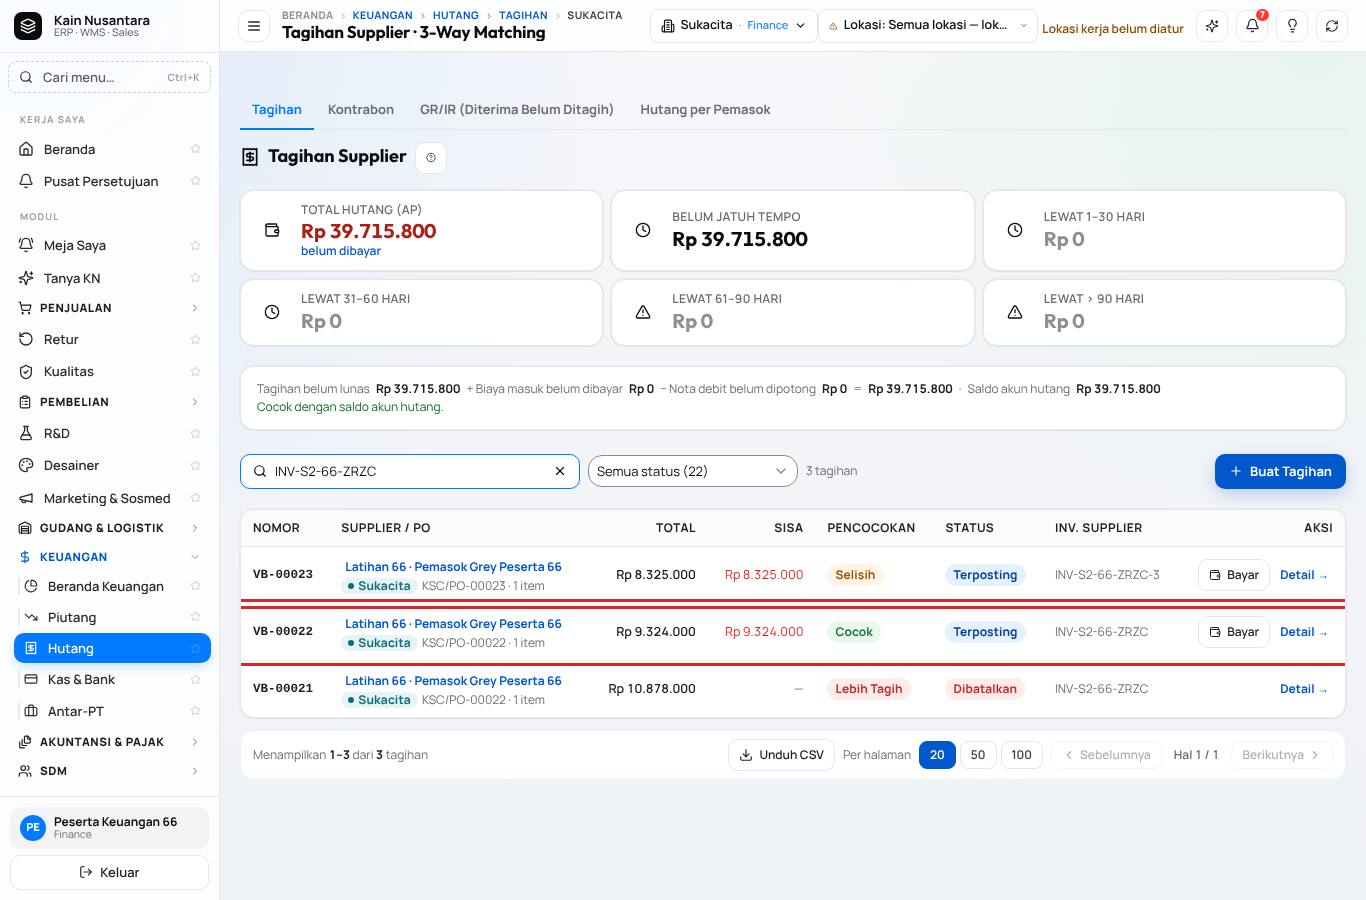 Kain Nusantara
ERP · WMS · Sales
Cari menu... Ctrl+K
KERJA SAYA
Beranda
Pusat Persetujuan
MODUL
Meja Saya
Tanya KN
PENJUALAN
Retur
Kualitas
PEMBELIAN
R&D
Desainer
Marketing & Sosmed
GUDANG & LOGISTIK
KEUANGAN
Beranda Keuangan
Piutang
Hutang
Kas & Bank
Antar-PT
AKUNTANSI & PAJAK
SDM
PE Peserta Keuangan 66
Finance
Keluar
BERANDA › KEUANGAN › HUTANG › TAGIHAN › SUKACITA
Tagihan Supplier · 3-Way Matching
Sukacita · Finance
Lokasi: Semua lokasi — lok...
Lokasi kerja belum diatur
7
Tagihan Kontrabon GR/IR (Diterima Belum Ditagih) Hutang per Pemasok
Tagihan Supplier
TOTAL HUTANG (AP)
Rp 39.715.800
belum dibayar
BELUM JATUH TEMPO
Rp 39.715.800
LEWAT 1–30 HARI
Rp 0
LEWAT 31–60 HARI
Rp 0
LEWAT 61–90 HARI
Rp 0
LEWAT > 90 HARI
Rp 0
Tagihan belum lunas Rp 39.715.800 + Biaya masuk belum dibayar Rp 0 − Nota debit belum dipotong Rp 0 = Rp 39.715.800 · Saldo akun hutang Rp 39.715.800
Cocok dengan saldo akun hutang.
INV-S2-66-ZRZC
Semua status (22)
3 tagihan
+ Buat Tagihan
NOMOR SUPPLIER / PO TOTAL SISA PENCOCOKAN STATUS INV. SUPPLIER AKSI
VB-00023 Latihan 66 · Pemasok Grey Peserta 66 Rp 8.325.000 Rp 8.325.000 Selisih Terposting INV-S2-66-ZRZC-3 Bayar Detail →
Sukacita KSC/PO-00023 · 1 item
VB-00022 Latihan 66 · Pemasok Grey Peserta 66 Rp 9.324.000 Rp 9.324.000 Cocok Terposting INV-S2-66-ZRZC Bayar Detail →
Sukacita KSC/PO-00022 · 1 item
VB-00021 Latihan 66 · Pemasok Grey Peserta 66 Rp 10.878.000 — Lebih Tagih Dibatalkan INV-S2-66-ZRZC Detail →
Sukacita KSC/PO-00022 · 1 item
Menampilkan 1–3 dari 3 tagihan
Unduh CSV
Per halaman 20 50 100
Sebelumnya Hal 1 / 1 Berikutnya